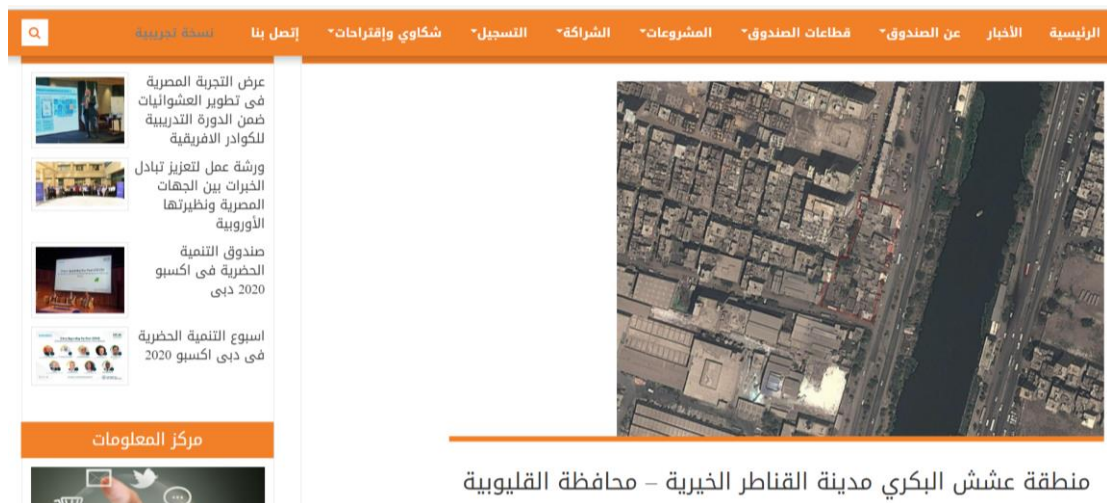 الرئيسية
الأخبار
عن الصندوق
قطاعات الصندوق
المشروعات
الشراكة
التسجيل
شكاوي وإقتراحات
إتصل بنا
نسخة تجريبية
منطقة عشش البكري مدينة القناطر الخيرية – محافظة القليوبية
عرض التجربة المصرية
فى تطوير العشوائيات
ضمن الدورة التدريبية
للكوادر الافريقية
ورشة عمل لتعزيز تبادل
الخبرات بين الجهات
المصرية ونظيرتها
الأوروبية
صندوق التنمية
الحضرية فى اكسبو
2020 دبى
اسبوع التنمية الحضرية
فى دبى اكسبو 2020
مركز المعلومات